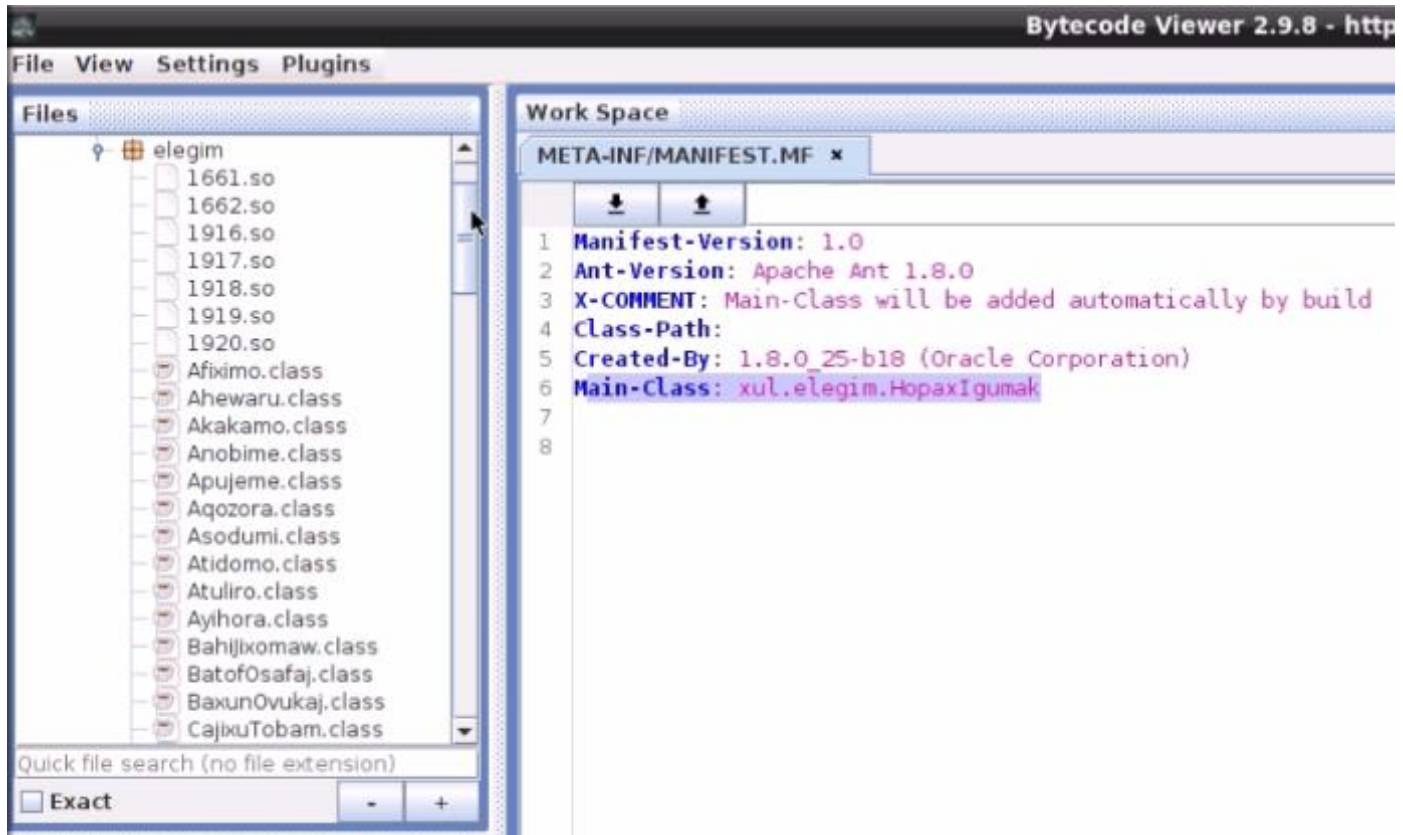 Bytecode Viewer 2.9.8 - http
File View Settings Plugins
Files
elegim
1661.so
1662.so
1916.so
1917.so
1918.so
1919.so
1920.so
Afiximo.class
Ahewaru.class
Akakamo.class
Anobime.class
Apujeme.class
Aqozora.class
Asodumi.class
Atidomo.class
Atuliro.class
Ayihora.class
BahiJixomaw.class
BatofOsafaj.class
BaxunOvukaj.class
CajixuTobam.class
Quick file search (no file extension)
Exact
- +
Work Space
META-INF/MANIFEST.MF ×
1 Manifest-Version: 1.0
2 Ant-Version: Apache Ant 1.8.0
3 X-COMMENT: Main-Class will be added automatically by build
4 Class-Path:
5 Created-By: 1.8.0_25-b18 (Oracle Corporation)
6 Main-Class: xul.elegim.HopaxIgumak
7
8